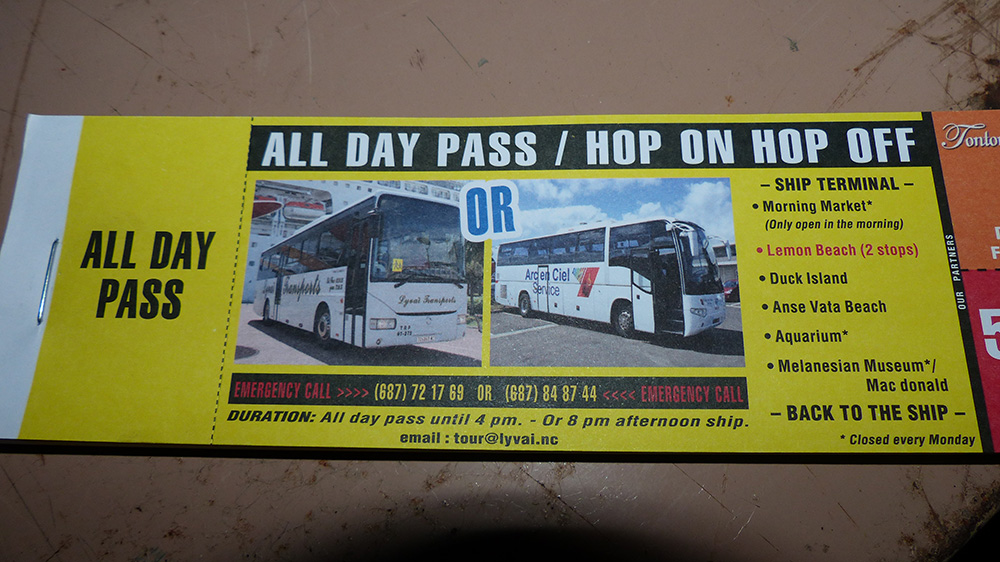 ALL DAY
PASS
ALL DAY PASS / HOP ON HOP OFF
OR
Lyvai Transports
Arc en Ciel
Service
EMERGENCY CALL >>>> (687) 72 17 69 OR (687) 84 87 44 <<<< EMERGENCY CALL
DURATION: All day pass until 4 pm. - Or 8 pm afternoon ship.
email : tour@lyvai.nc
– SHIP TERMINAL –
• Morning Market*
(Only open in the morning)
• Lemon Beach (2 stops)
• Duck Island
• Anse Vata Beach
• Aquarium*
• Melanesian Museum*/
Mac donald
– BACK TO THE SHIP –
* Closed every Monday
OUR PARTNERS